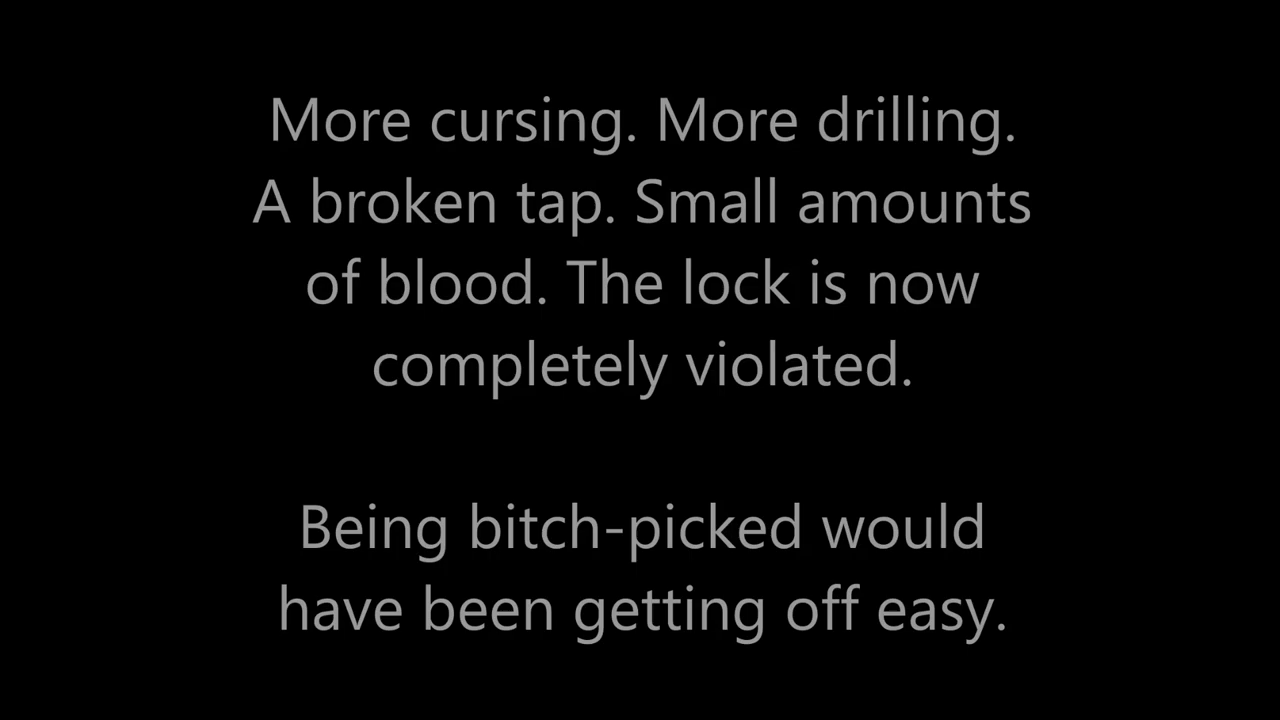 More cursing. More drilling.
A broken tap. Small amounts
of blood. The lock is now
completely violated.
Being bitch-picked would
have been getting off easy.